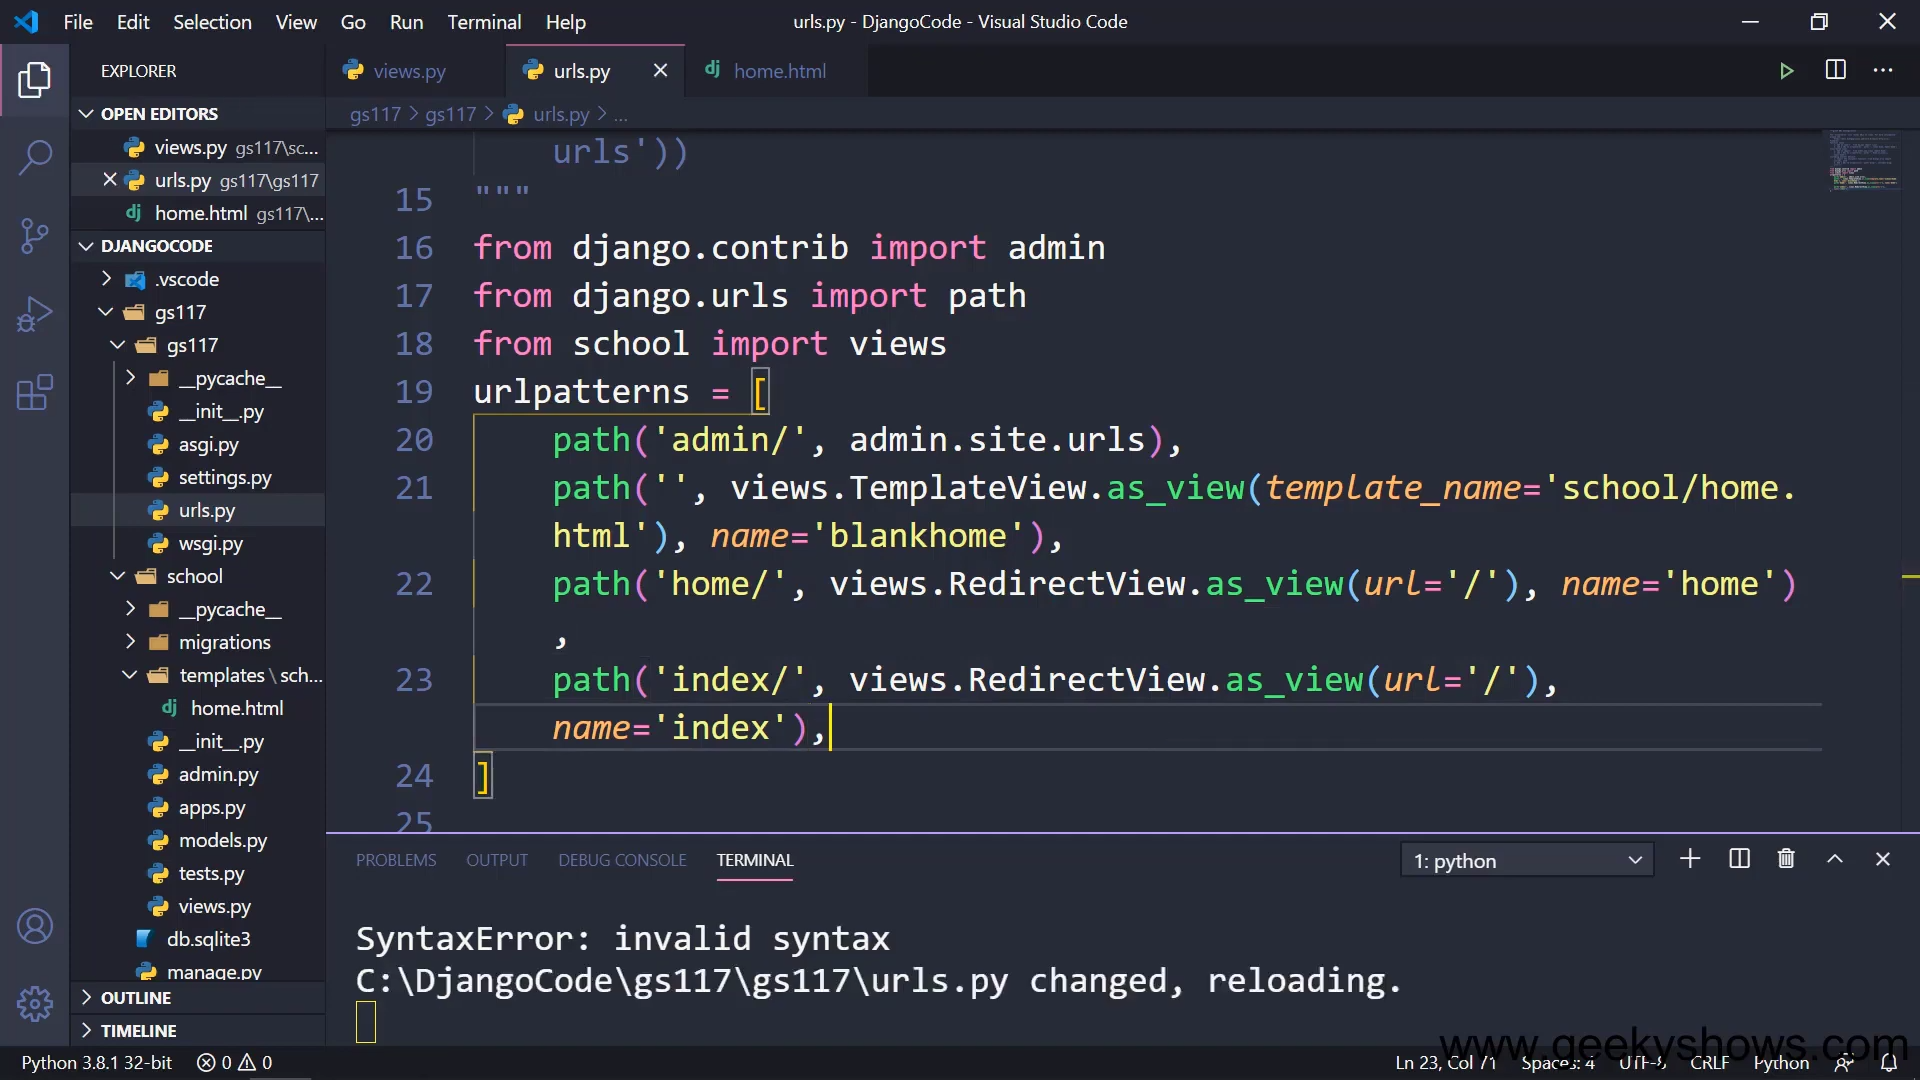 File Edit Selection View Go Run Terminal Help
urls.py - DjangoCode - Visual Studio Code
EXPLORER
OPEN EDITORS
views.py gs117\sc...
urls.py gs117\gs117
home.html gs117\...
DJANGOCODE
.vscode
gs117
gs117
__pycache__
__init__.py
asgi.py
settings.py
urls.py
wsgi.py
school
__pycache__
migrations
templates\sch...
home.html
__init__.py
admin.py
apps.py
models.py
tests.py
views.py
db.sqlite3
manage.py
OUTLINE
TIMELINE
views.py urls.py home.html
gs117 > gs117 > urls.py > ...
urls'))
15 """
16 from django.contrib import admin
17 from django.urls import path
18 from school import views
19 urlpatterns = [
20 path('admin/', admin.site.urls),
21 path('', views.TemplateView.as_view(template_name='school/home.
html'), name='blankhome'),
22 path('home/', views.RedirectView.as_view(url='/'), name='home')
,
23 path('index/', views.RedirectView.as_view(url='/'),
name='index'),
24 ]
25
PROBLEMS OUTPUT DEBUG CONSOLE TERMINAL
1: python
SyntaxError: invalid syntax
C:\DjangoCode\gs117\gs117\urls.py changed, reloading.
www.geekyshows.com
Python 3.8.1 32-bit 0 0
Ln 23, Col 71 Spaces: 4 UTF-8 CRLF Python